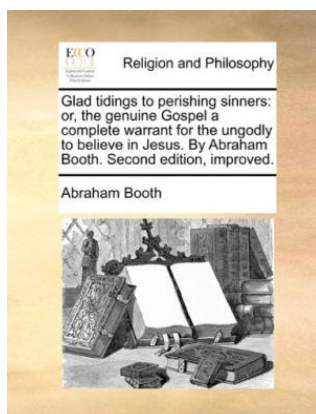 ECCO
Religion and Philosophy
Glad tidings to perishing sinners:
or, the genuine Gospel a
complete warrant for the ungodly
to believe in Jesus. By Abraham
Booth. Second edition, improved.
Abraham Booth